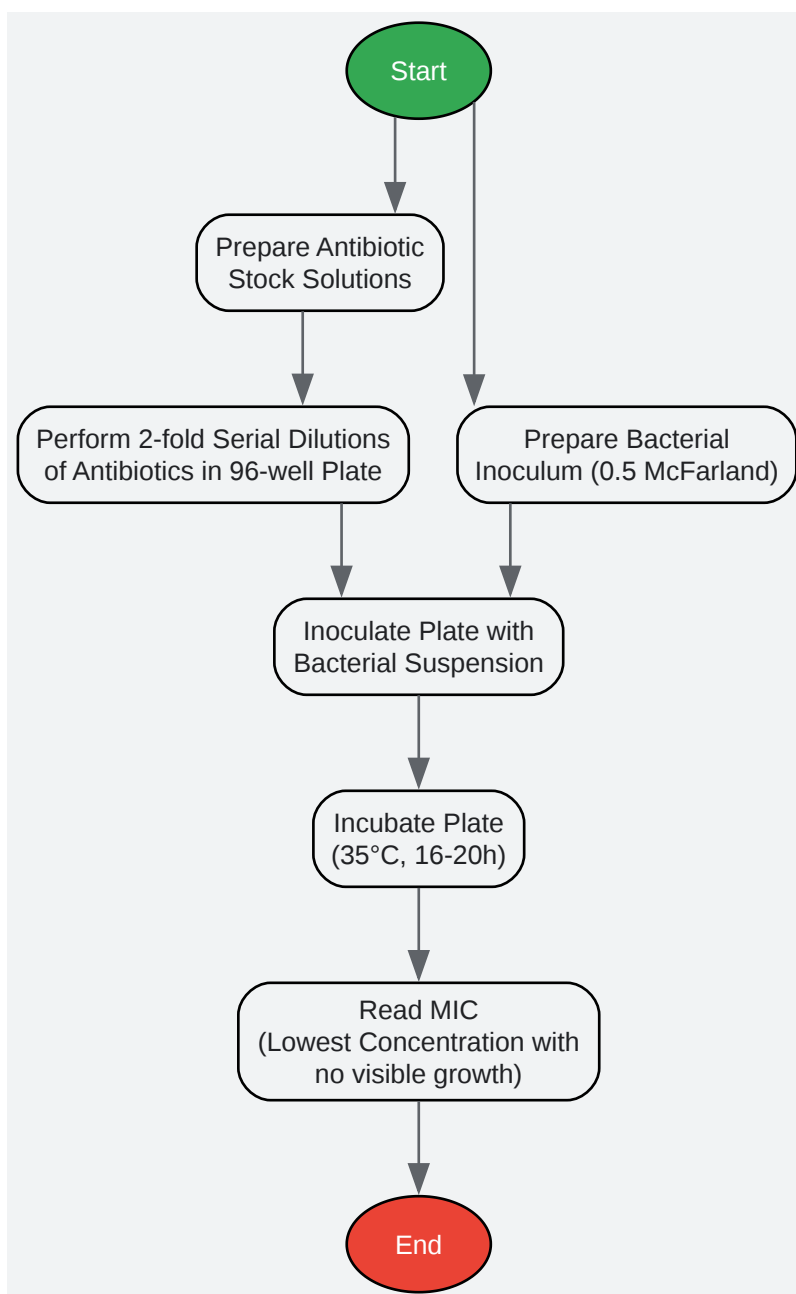 Start
Prepare Antibiotic
Stock Solutions
Perform 2-fold Serial Dilutions
of Antibiotics in 96-well Plate
Prepare Bacterial
Inoculum (0.5 McFarland)
Inoculate Plate with
Bacterial Suspension
Incubate Plate
(35°C, 16-20h)
Read MIC
(Lowest Concentration with
no visible growth)
End